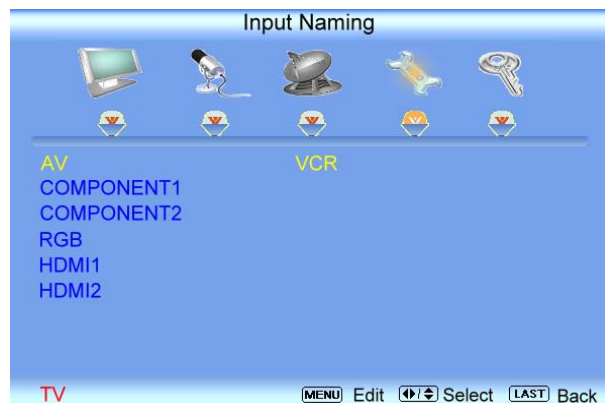 Input Naming
AV VCR
COMPONENT1
COMPONENT2
RGB
HDMI1
HDMI2
TV MENU Edit Select LAST Back